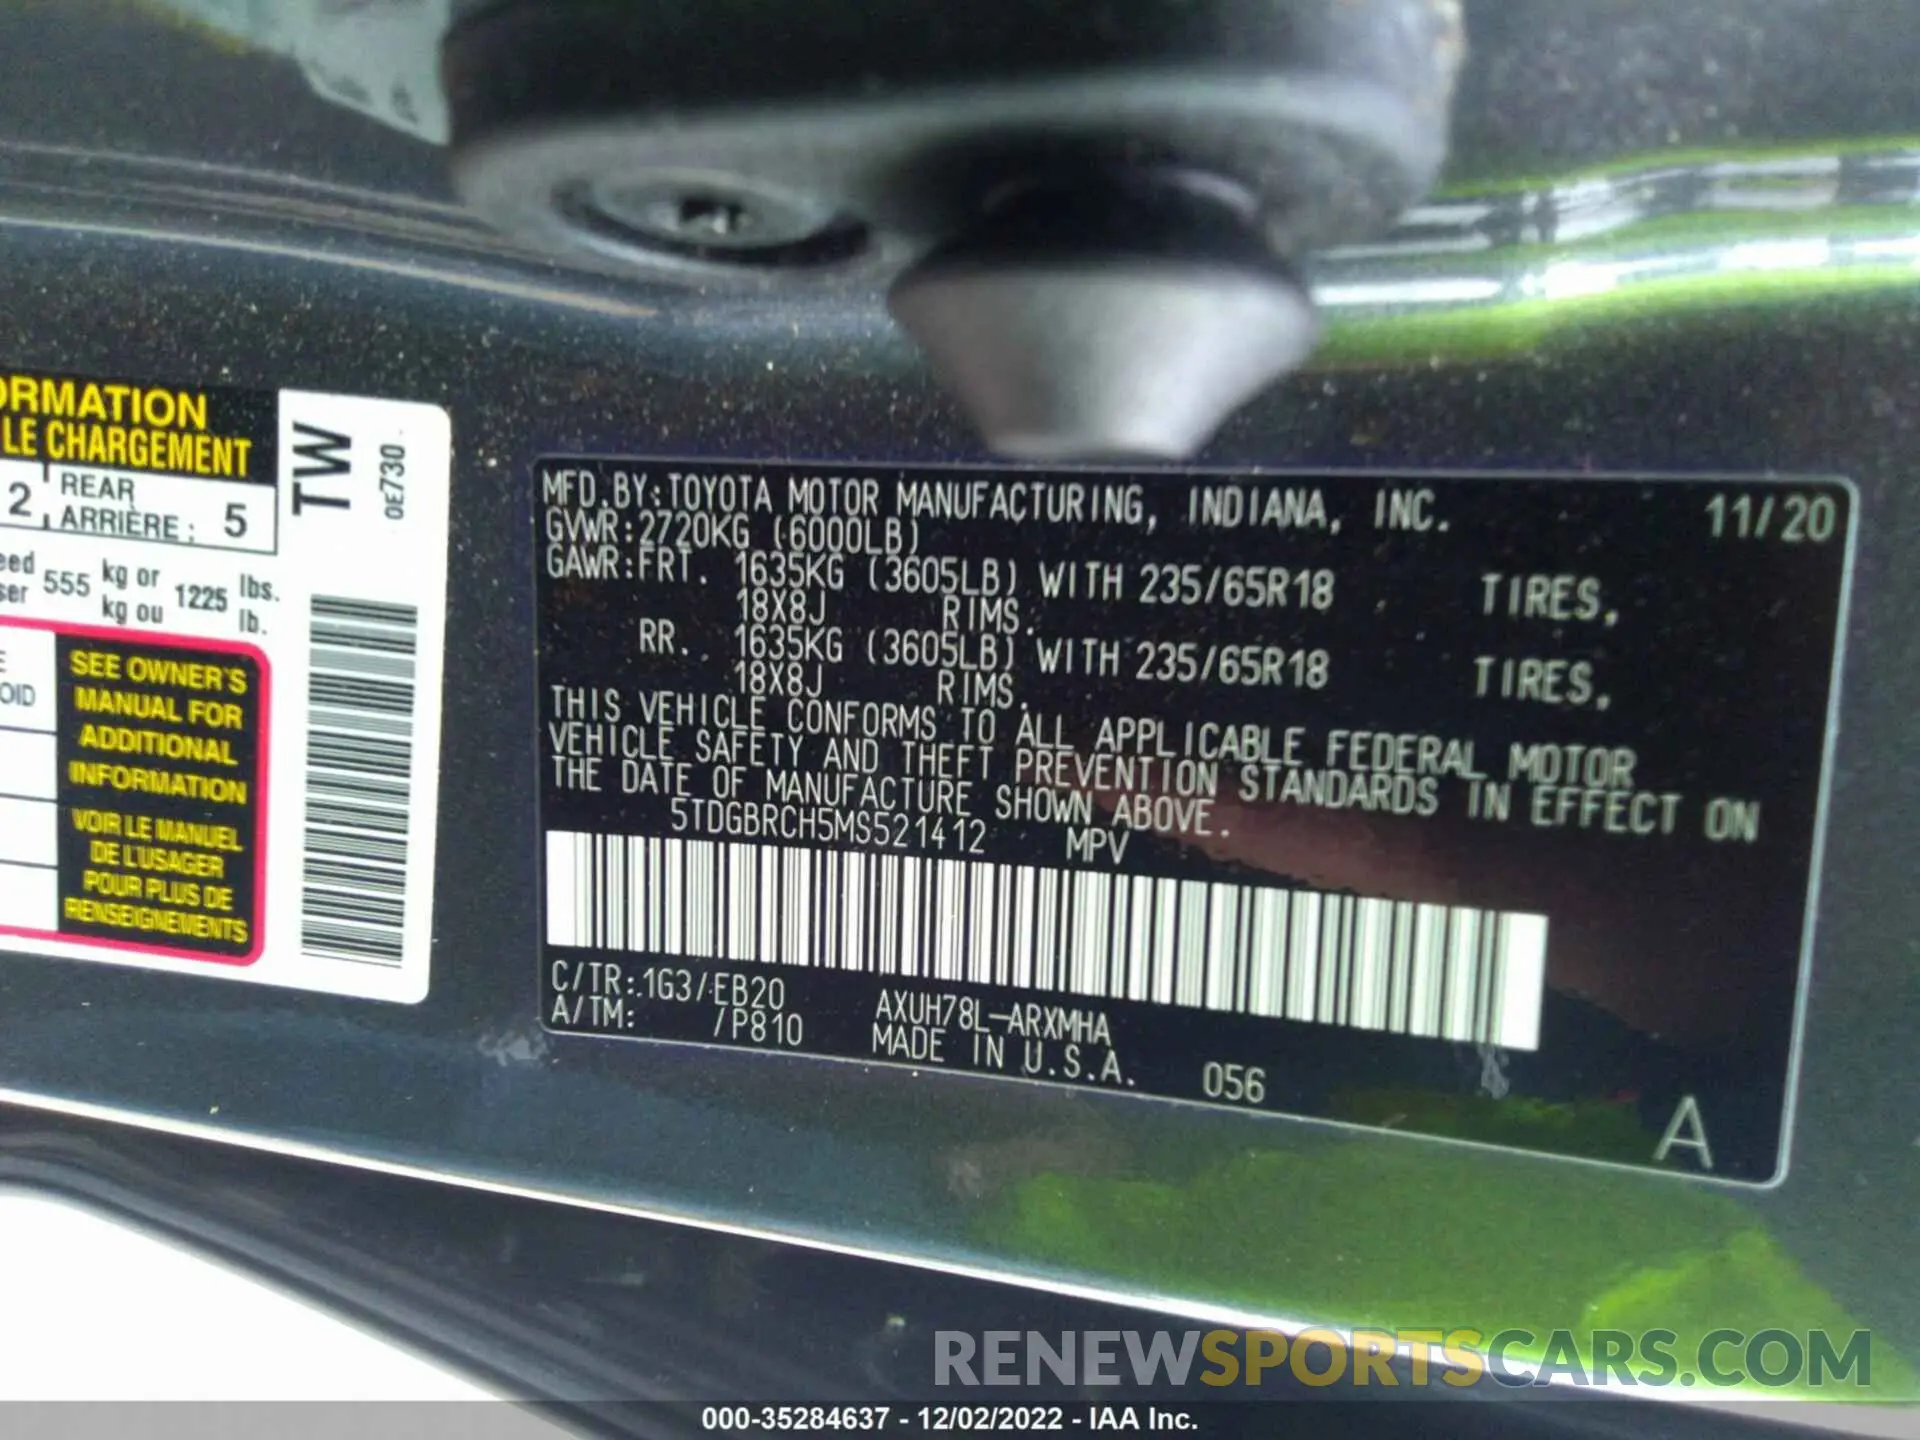 ORMATION
LE CHARGEMENT
2
REAR
ARRIÈRE : 5
eed
ser 555 kg or
kg ou 1225 lbs.
lb.
E
OID
SEE OWNER'S
MANUAL FOR
ADDITIONAL
INFORMATION
VOIR LE MANUEL
DE L'USAGER
POUR PLUS DE
RENSEIGNEMENTS
TW
0E730
MFD.BY:TOYOTA MOTOR MANUFACTURING, INDIANA, INC. 11/20
GVWR:2720KG (6000LB)
GAWR:FRT. 1635KG (3605LB) WITH 235/65R18 TIRES,
18X8J RIMS.
RR. 1635KG (3605LB) WITH 235/65R18 TIRES,
18X8J RIMS.
THIS VEHICLE CONFORMS TO ALL APPLICABLE FEDERAL MOTOR
VEHICLE SAFETY AND THEFT PREVENTION STANDARDS IN EFFECT ON
THE DATE OF MANUFACTURE SHOWN ABOVE.
5TDGBRCH5MS521412 MPV
C/TR:1G3/EB20 AXUH78L-ARXMHA
A/TM: /P810 MADE IN U.S.A. 056
A
RENEWSPORTSCARS.COM
000-35284637 - 12/02/2022 - IAA Inc.